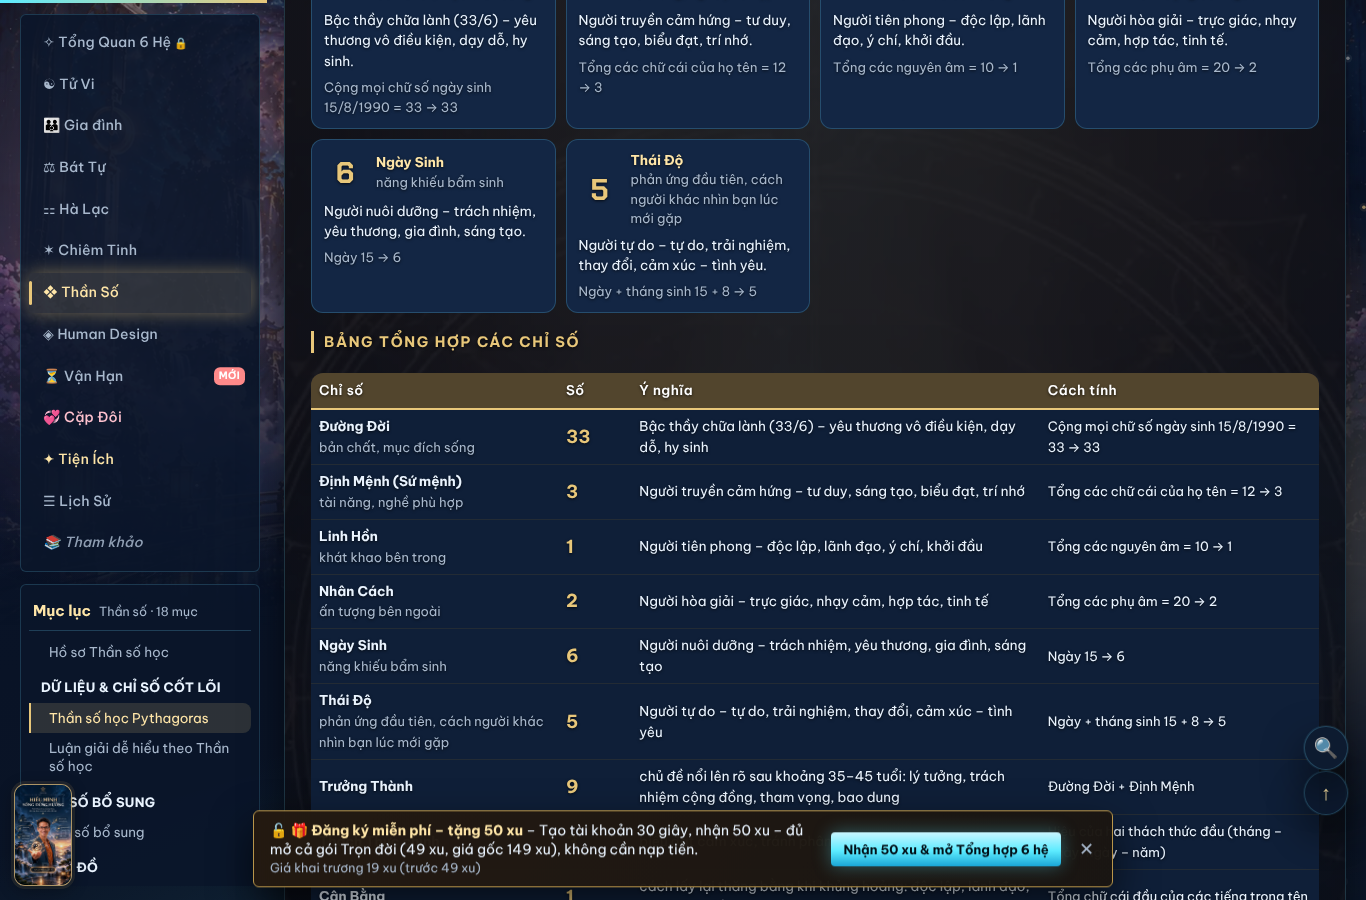 ✧ Tổng Quan 6 Hệ 🔒
☯ Tử Vi
👪 Gia đình
⚖ Bát Tự
⚏ Hà Lạc
✶ Chiêm Tinh
❖ Thần Số
◈ Human Design
⏳ Vận Hạn
MỚI
💞 Cặp Đôi
✦ Tiện Ích
☰ Lịch Sử
📚 Tham khảo
Mục lục Thần số · 18 mục
Hồ sơ Thần số học
DỮ LIỆU & CHỈ SỐ CỐT LÕI
Thần số học Pythagoras
Luận giải dễ hiểu theo Thần
số học
SỐ BỔ SUNG
số bổ sung
ĐỒ
Bậc thầy chữa lành (33/6) – yêu
thương vô điều kiện, dạy dỗ, hy
sinh.
Cộng mọi chữ số ngày sinh
15/8/1990 = 33 → 33
Người truyền cảm hứng – tư duy,
sáng tạo, biểu đạt, trí nhớ.
Tổng các chữ cái của họ tên = 12
→ 3
Người tiên phong – độc lập, lãnh
đạo, ý chí, khởi đầu.
Tổng các nguyên âm = 10 → 1
Người hòa giải – trực giác, nhạy
cảm, hợp tác, tinh tế.
Tổng các phụ âm = 20 → 2
6
Ngày Sinh
năng khiếu bẩm sinh
Người nuôi dưỡng – trách nhiệm,
yêu thương, gia đình, sáng tạo.
Ngày 15 → 6
5
Thái Độ
phản ứng đầu tiên, cách
người khác nhìn bạn lúc
mới gặp
Người tự do – tự do, trải nghiệm,
thay đổi, cảm xúc – tình yêu.
Ngày + tháng sinh 15 + 8 → 5
BẢNG TỔNG HỢP CÁC CHỈ SỐ
Chỉ số Số Ý nghĩa Cách tính
Đường Đời
bản chất, mục đích sống
33
Bậc thầy chữa lành (33/6) – yêu thương vô điều kiện, dạy
dỗ, hy sinh
Cộng mọi chữ số ngày sinh 15/8/1990 =
33 → 33
Định Mệnh (Sứ mệnh)
tài năng, nghề phù hợp
3
Người truyền cảm hứng – tư duy, sáng tạo, biểu đạt, trí nhớ
Tổng các chữ cái của họ tên = 12 → 3
Linh Hồn
khát khao bên trong
1
Người tiên phong – độc lập, lãnh đạo, ý chí, khởi đầu
Tổng các nguyên âm = 10 → 1
Nhân Cách
ấn tượng bên ngoài
2
Người hòa giải – trực giác, nhạy cảm, hợp tác, tinh tế
Tổng các phụ âm = 20 → 2
Ngày Sinh
năng khiếu bẩm sinh
6
Người nuôi dưỡng – trách nhiệm, yêu thương, gia đình, sáng
tạo
Ngày 15 → 6
Thái Độ
phản ứng đầu tiên, cách người khác
nhìn bạn lúc mới gặp
5
Người tự do – tự do, trải nghiệm, thay đổi, cảm xúc – tình
yêu
Ngày + tháng sinh 15 + 8 → 5
Trưởng Thành
9
chủ đề nổi lên rõ sau khoảng 35–45 tuổi: lý tưởng, trách
nhiệm cộng đồng, tham vọng, bao dung
Đường Đời + Định Mệnh
ai thách thức đầu (tháng –
– năm)
Cân Bằng
1
cách lấy lại thăng bằng khi khủng hoảng: độc lập, lãnh đạo,
Tổng chữ cái đầu của các tiếng trong tên
🔓 🎁 Đăng ký miễn phí – tặng 50 xu – Tạo tài khoản 30 giây, nhận 50 xu – đủ
mở cả gói Trọn đời (49 xu, giá gốc 149 xu), không cần nạp tiền.
Giá khai trương 19 xu (trước 49 xu)
Nhận 50 xu & mở Tổng hợp 6 hệ
✕
🔍
↑